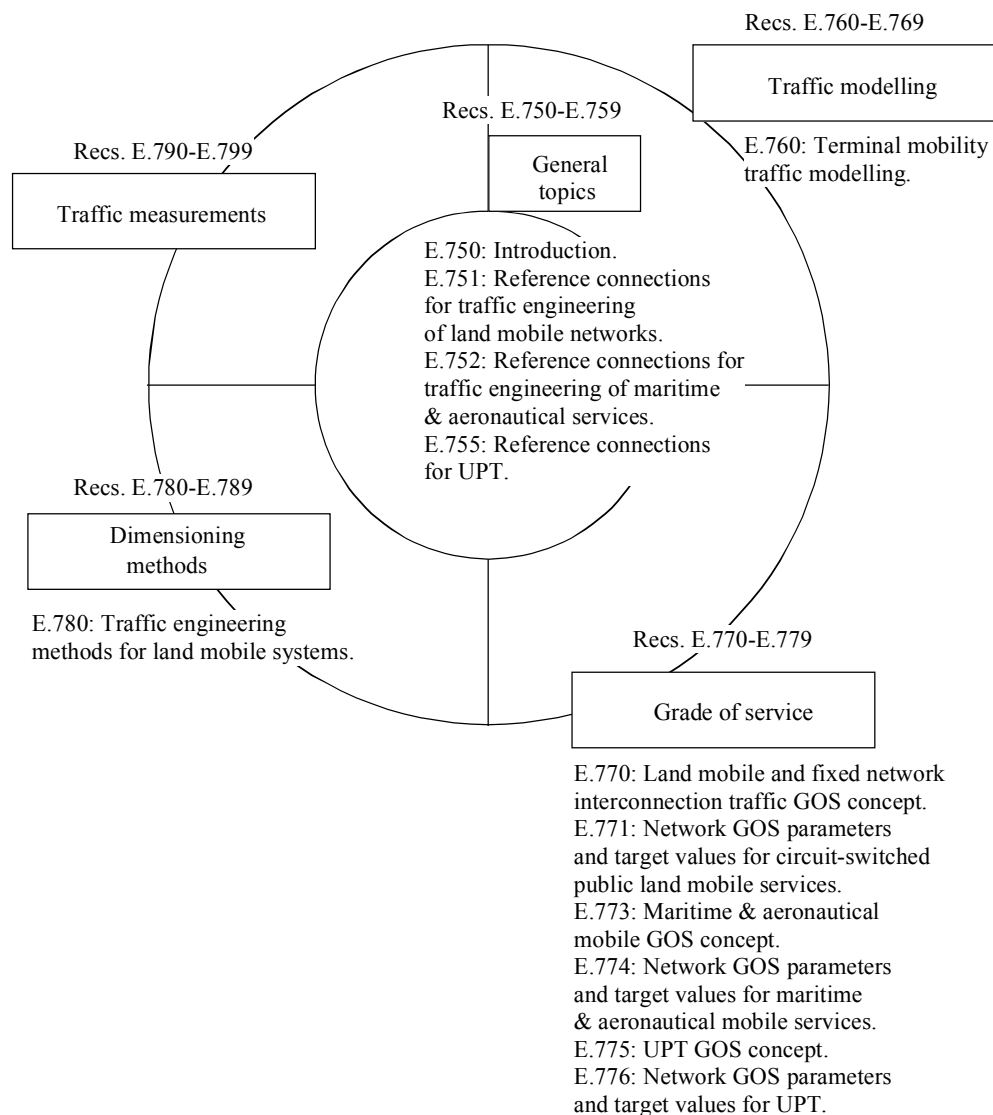 Recs. E.760-E.769
Traffic modelling
E.760: Terminal mobility
traffic modelling.
Recs. E.750-E.759
General
topics
E.750: Introduction.
E.751: Reference connections
for traffic engineering
of land mobile networks.
E.752: Reference connections for
traffic engineering of maritime
& aeronautical services.
E.755: Reference connections
for UPT.
Recs. E.790-E.799
Traffic measurements
Recs. E.780-E.789
Dimensioning
methods
E.780: Traffic engineering
methods for land mobile systems.
Recs. E.770-E.779
Grade of service
E.770: Land mobile and fixed network
interconnection traffic GOS concept.
E.771: Network GOS parameters
and target values for circuit-switched
public land mobile services.
E.773: Maritime & aeronautical
mobile GOS concept.
E.774: Network GOS parameters
and target values for maritime
& aeronautical mobile services.
E.775: UPT GOS concept.
E.776: Network GOS parameters
and target values for UPT.